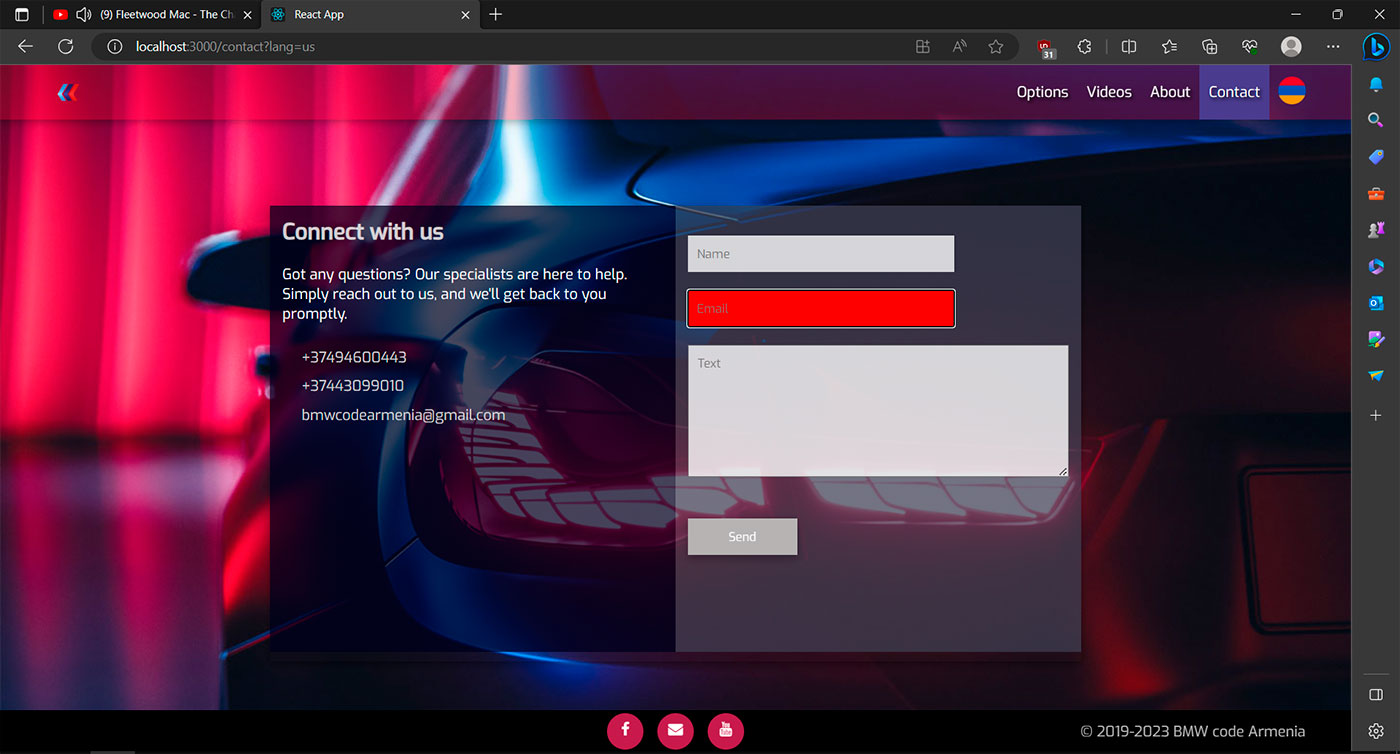 (9) Fleetwood Mac - The Ch
React App
localhost:3000/contact?lang=us
31
Options
Videos
About
Contact
Connect with us
Got any questions? Our specialists are here to help.
Simply reach out to us, and we'll get back to you
promptly.
+37494600443
+37443099010
bmwcodearmenia@gmail.com
Name
Email
Text
Send
© 2019-2023 BMW code Armenia